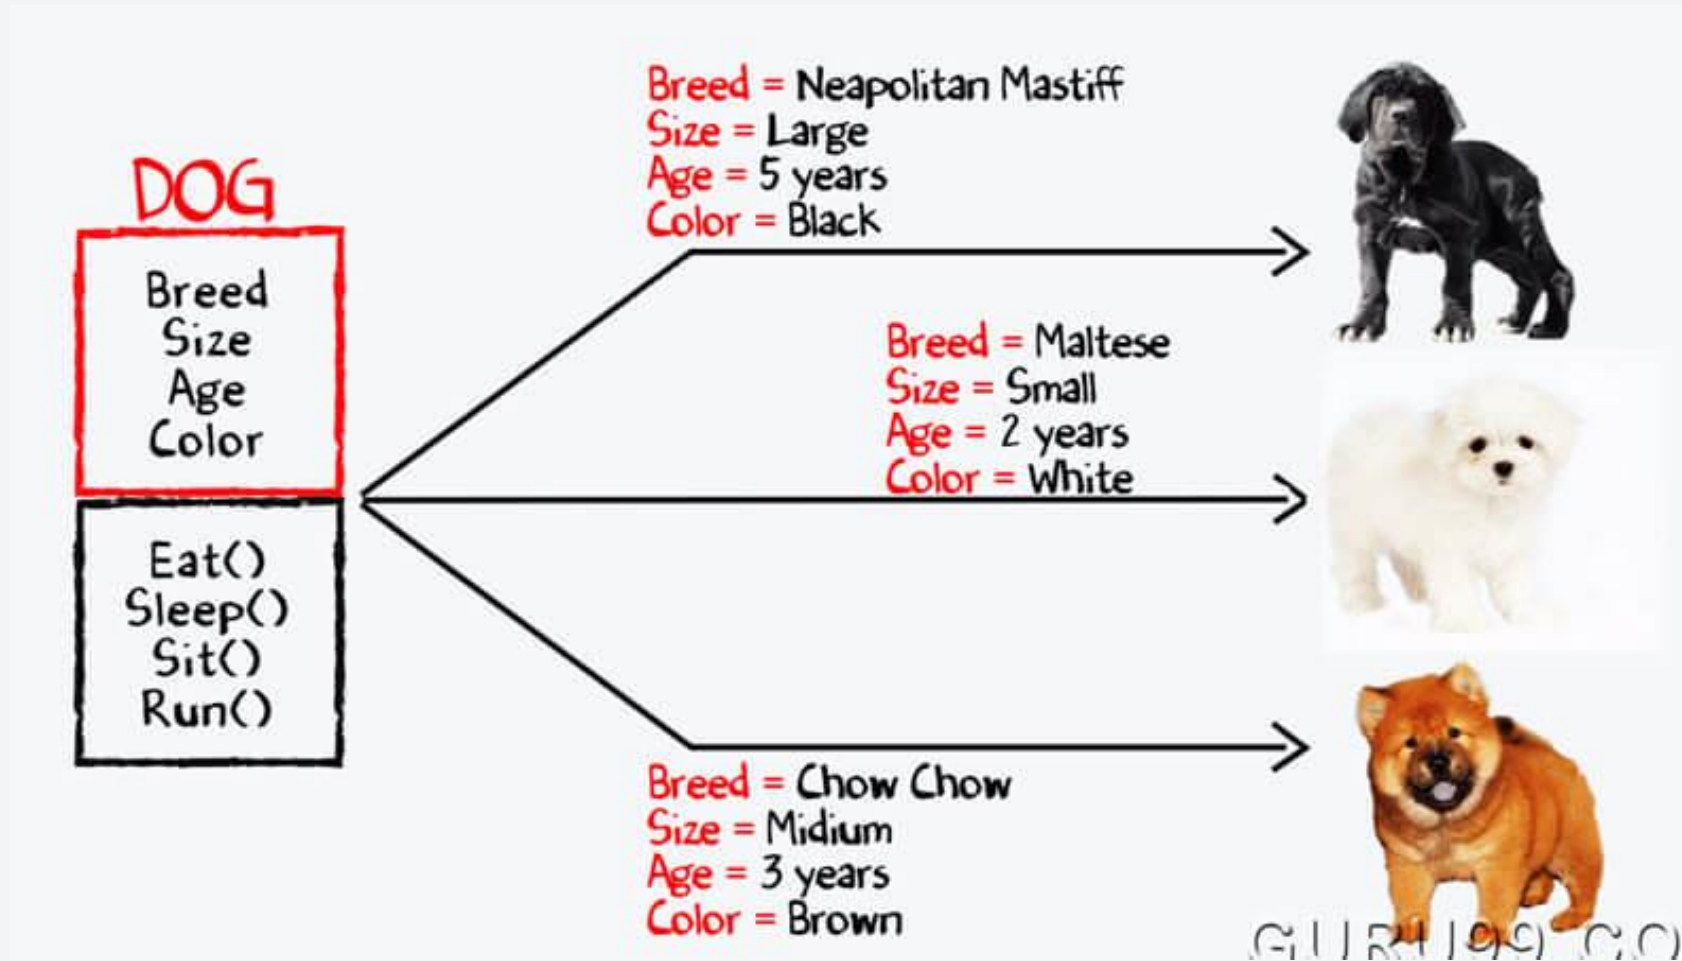 DOG
Breed
Size
Age
Color
Eat()
Sleep()
Sit()
Run()
Breed = Neapolitan Mastiff
Size = Large
Age = 5 years
Color = Black
Breed = Maltese
Size = Small
Age = 2 years
Color = White
Breed = Chow Chow
Size = Midium
Age = 3 years
Color = Brown
GURU99.CO